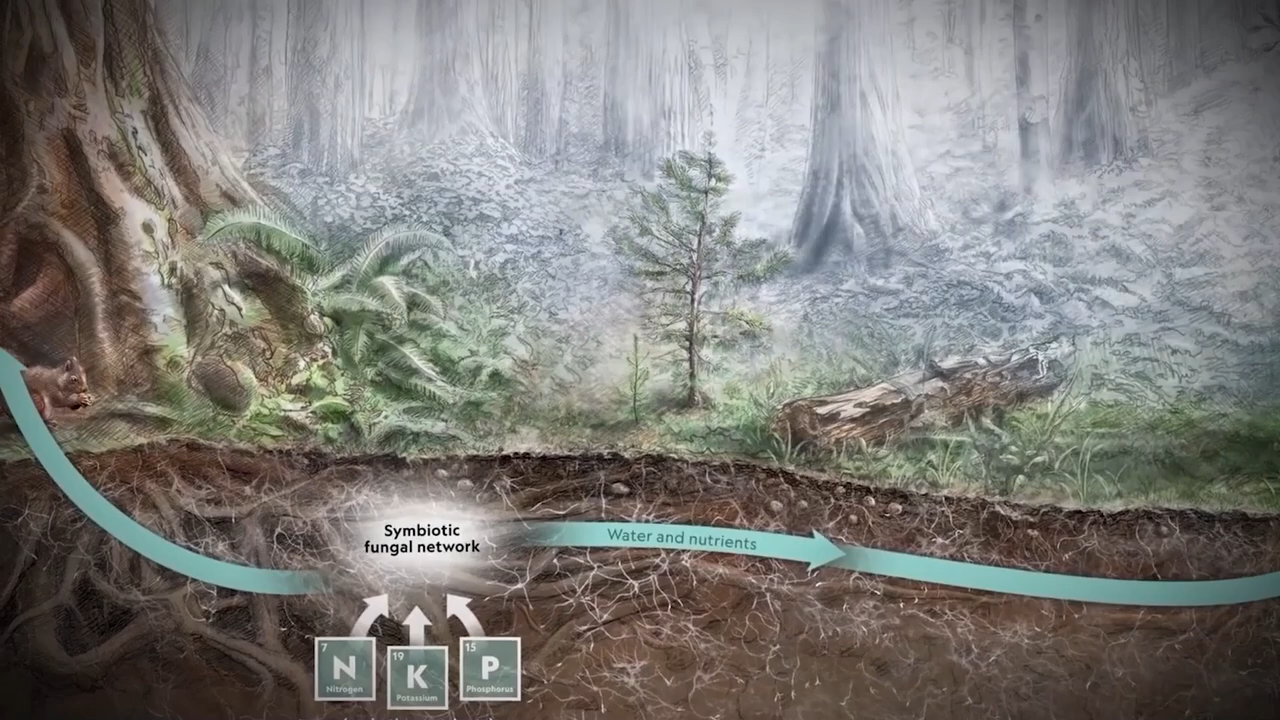 Symbiotic
fungal network
Water and nutrients
7
N
Nitrogen
19
K
Potassium
15
P
Phosphorus